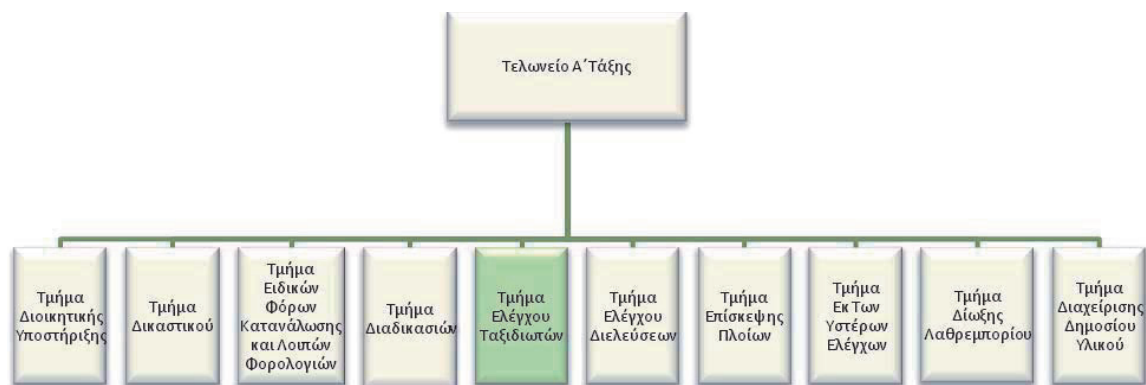 Τελωνείο Α΄ Τάξης
Τμήμα
Διοικητικής
Υποστήριξης
Τμήμα
Δικαστικού
Τμήμα
Ειδικών
Φόρων
Κατανάλωσης
και Λοιπών
Φορολογιών
Τμήμα
Διαδικασιών
Τμήμα
Ελέγχου
Ταξιδιωτών
Τμήμα
Ελέγχου
Διελεύσεων
Τμήμα
Επίσκεψης
Πλοίων
Τμήμα
Εκ Των
Υστέρων
Ελέγχων
Τμήμα
Δίωξης
Λαθρεμπορίου
Τμήμα
Διαχείρισης
Δημοσίου
Υλικού